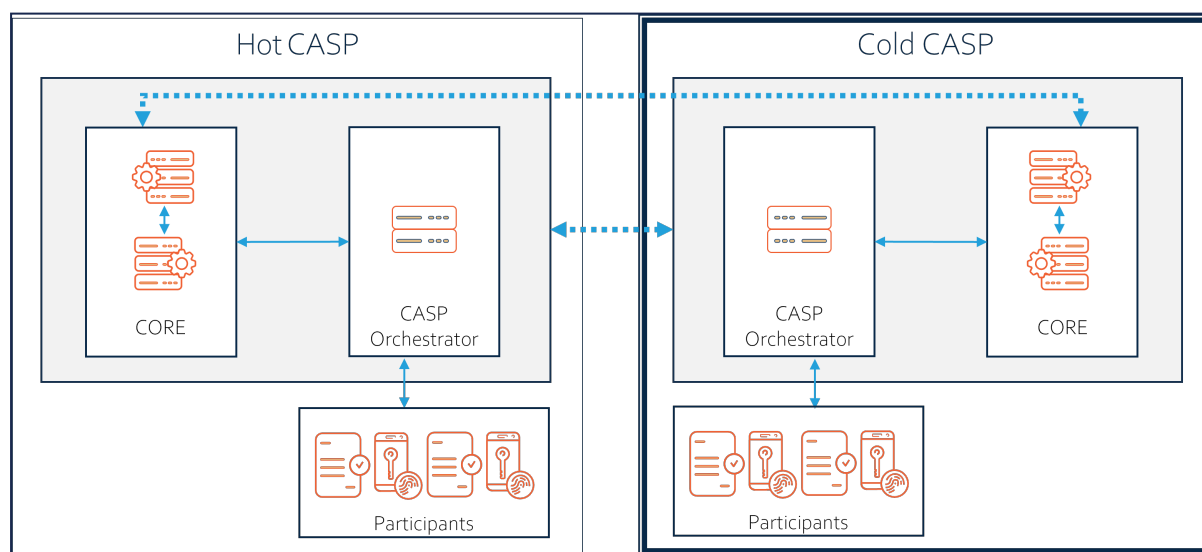 Hot CASP
CORE
CASP
Orchestrator
Participants
Cold CASP
CASP
Orchestrator
CORE
Participants